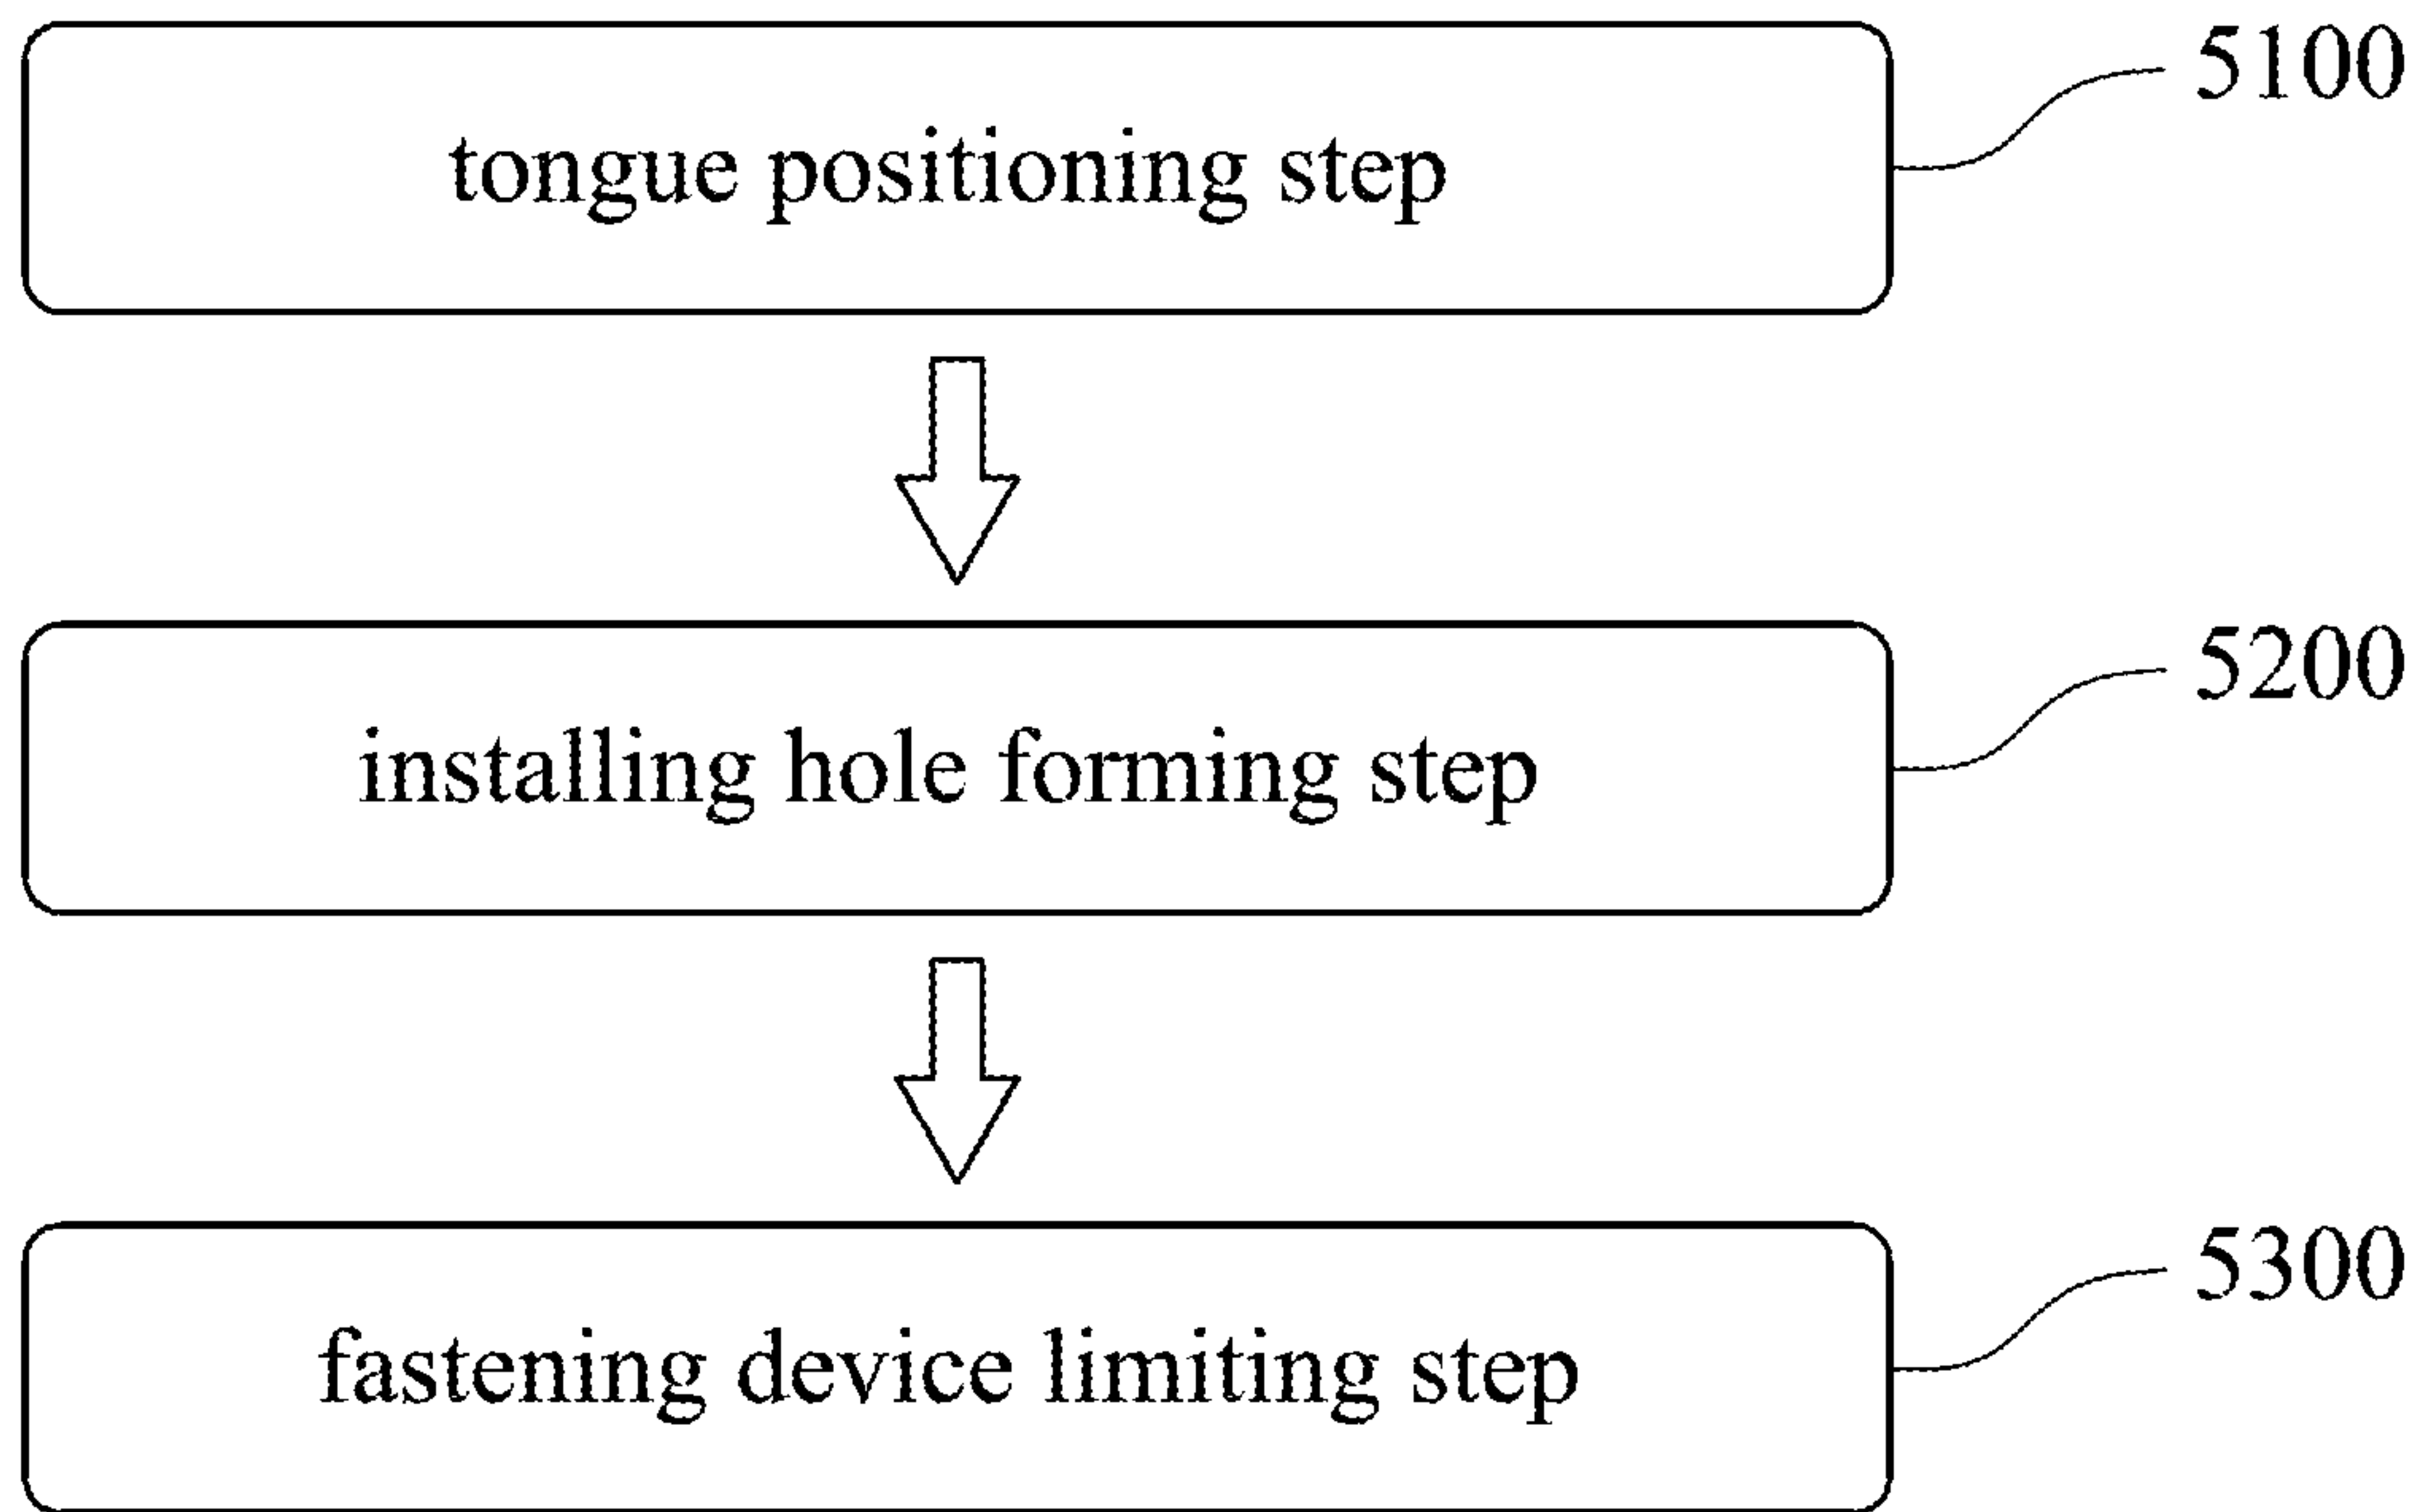 5100
tongue positioning step
5200
installing hole forming step
5300
fastening device limiting step